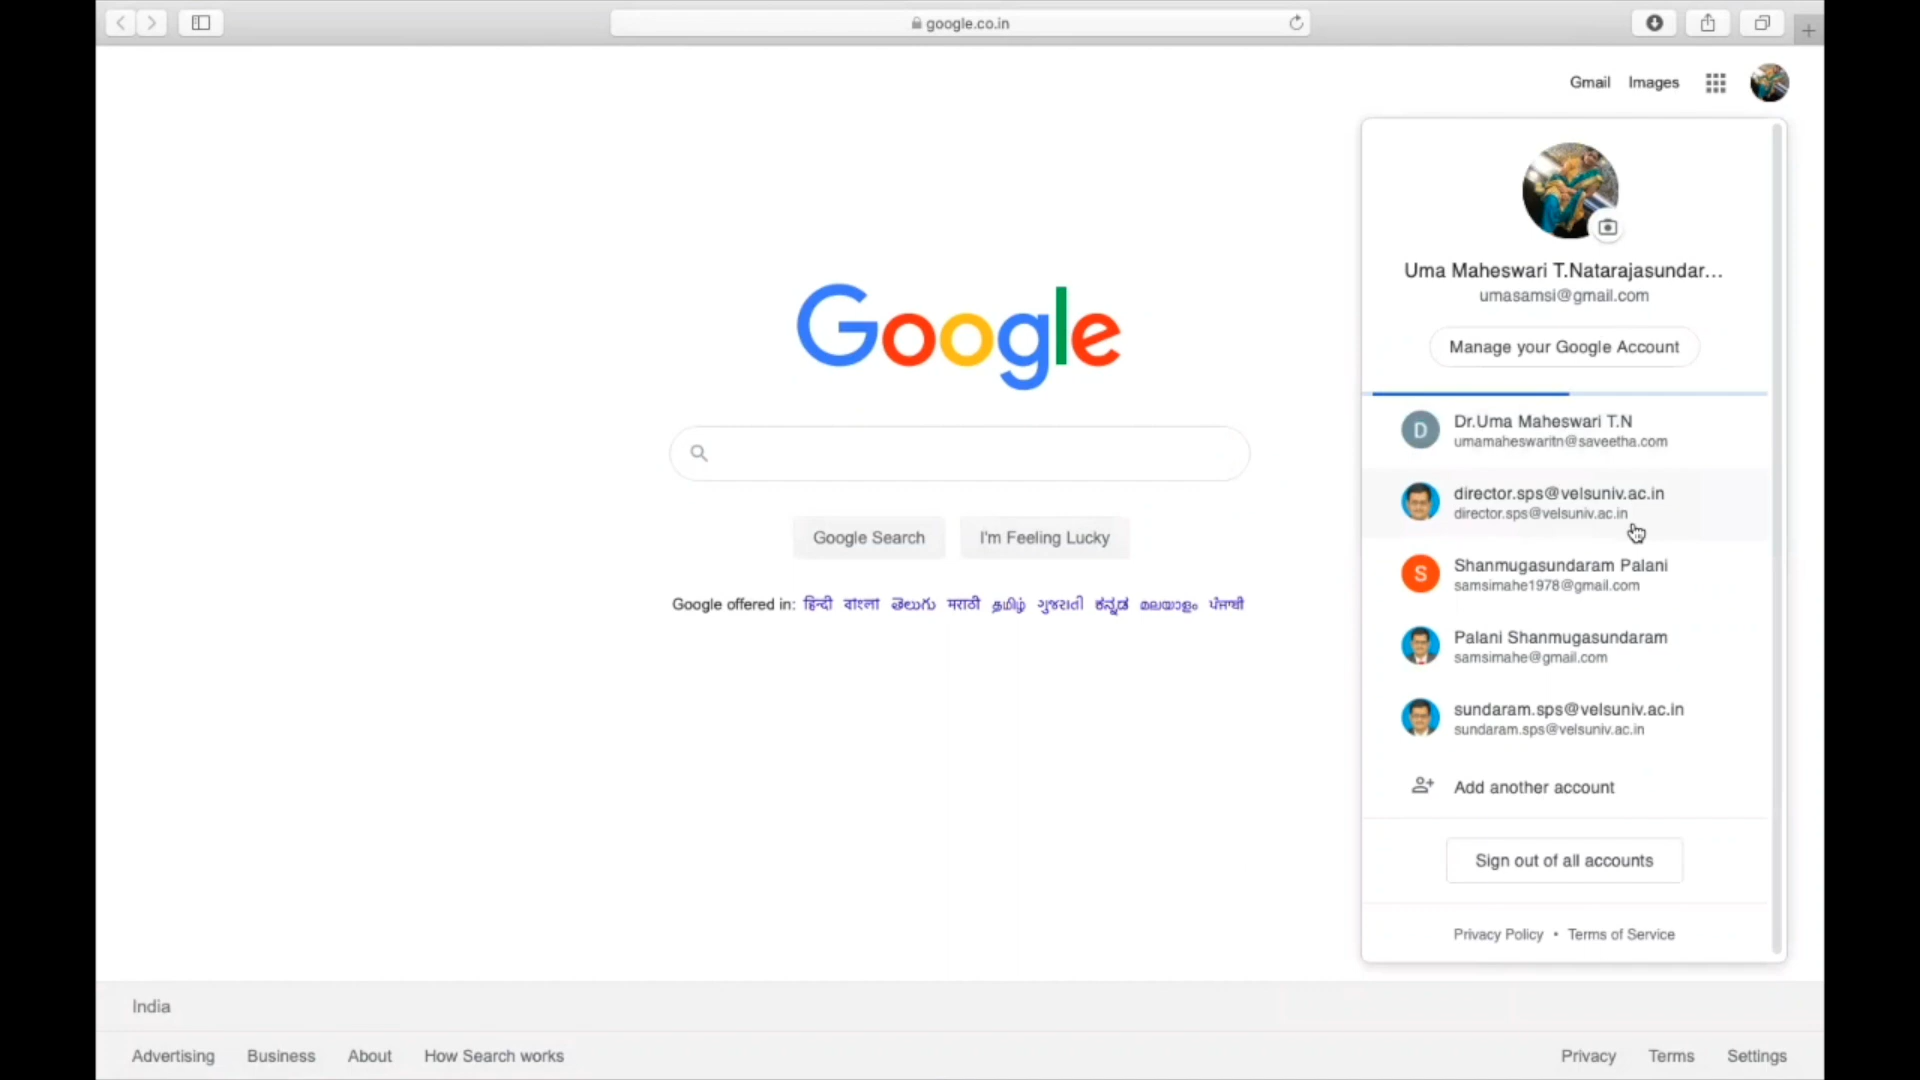 google.co.in
Gmail Images
Uma Maheswari T.Natarajasundar...
umasamsi@gmail.com
Manage your Google Account
Google
D Dr.Uma Maheswari T.N
umamaheswaritn@saveetha.com
director.sps@velsuniv.ac.in
director.sps@velsuniv.ac.in
Google Search I'm Feeling Lucky
S Shanmugasundaram Palani
samsimahe1978@gmail.com
Google offered in: हिन्दी বাংলা తెలుగు मराठी தமிழ் ગુજરાતી ಕನ್ನಡ മലയാളം ਪੰਜਾਬੀ
Palani Shanmugasundaram
samsimahe@gmail.com
sundaram.sps@velsuniv.ac.in
sundaram.sps@velsuniv.ac.in
Add another account
Sign out of all accounts
Privacy Policy • Terms of Service
India
Advertising Business About How Search works Privacy Terms Settings